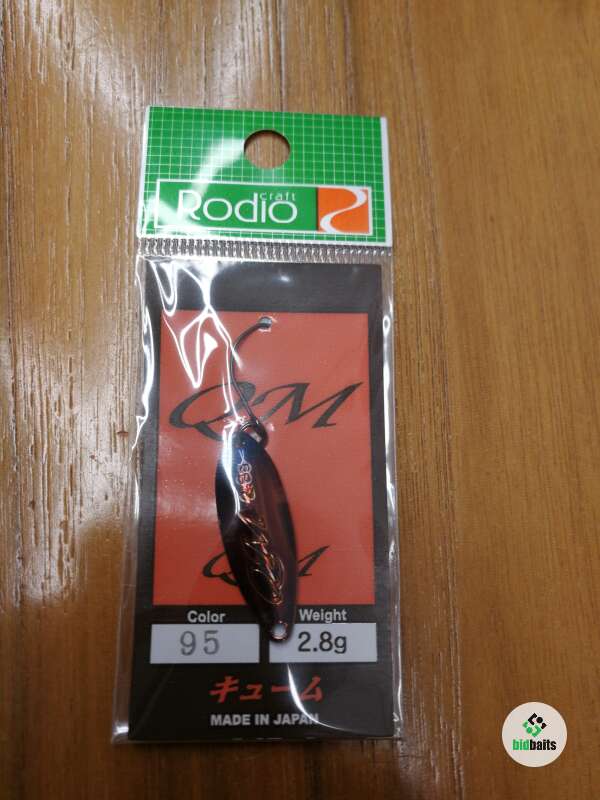 craft
Rodio
QM
QM
Color
Weight
95
2.8g
キューム
MADE IN JAPAN
bidbaits